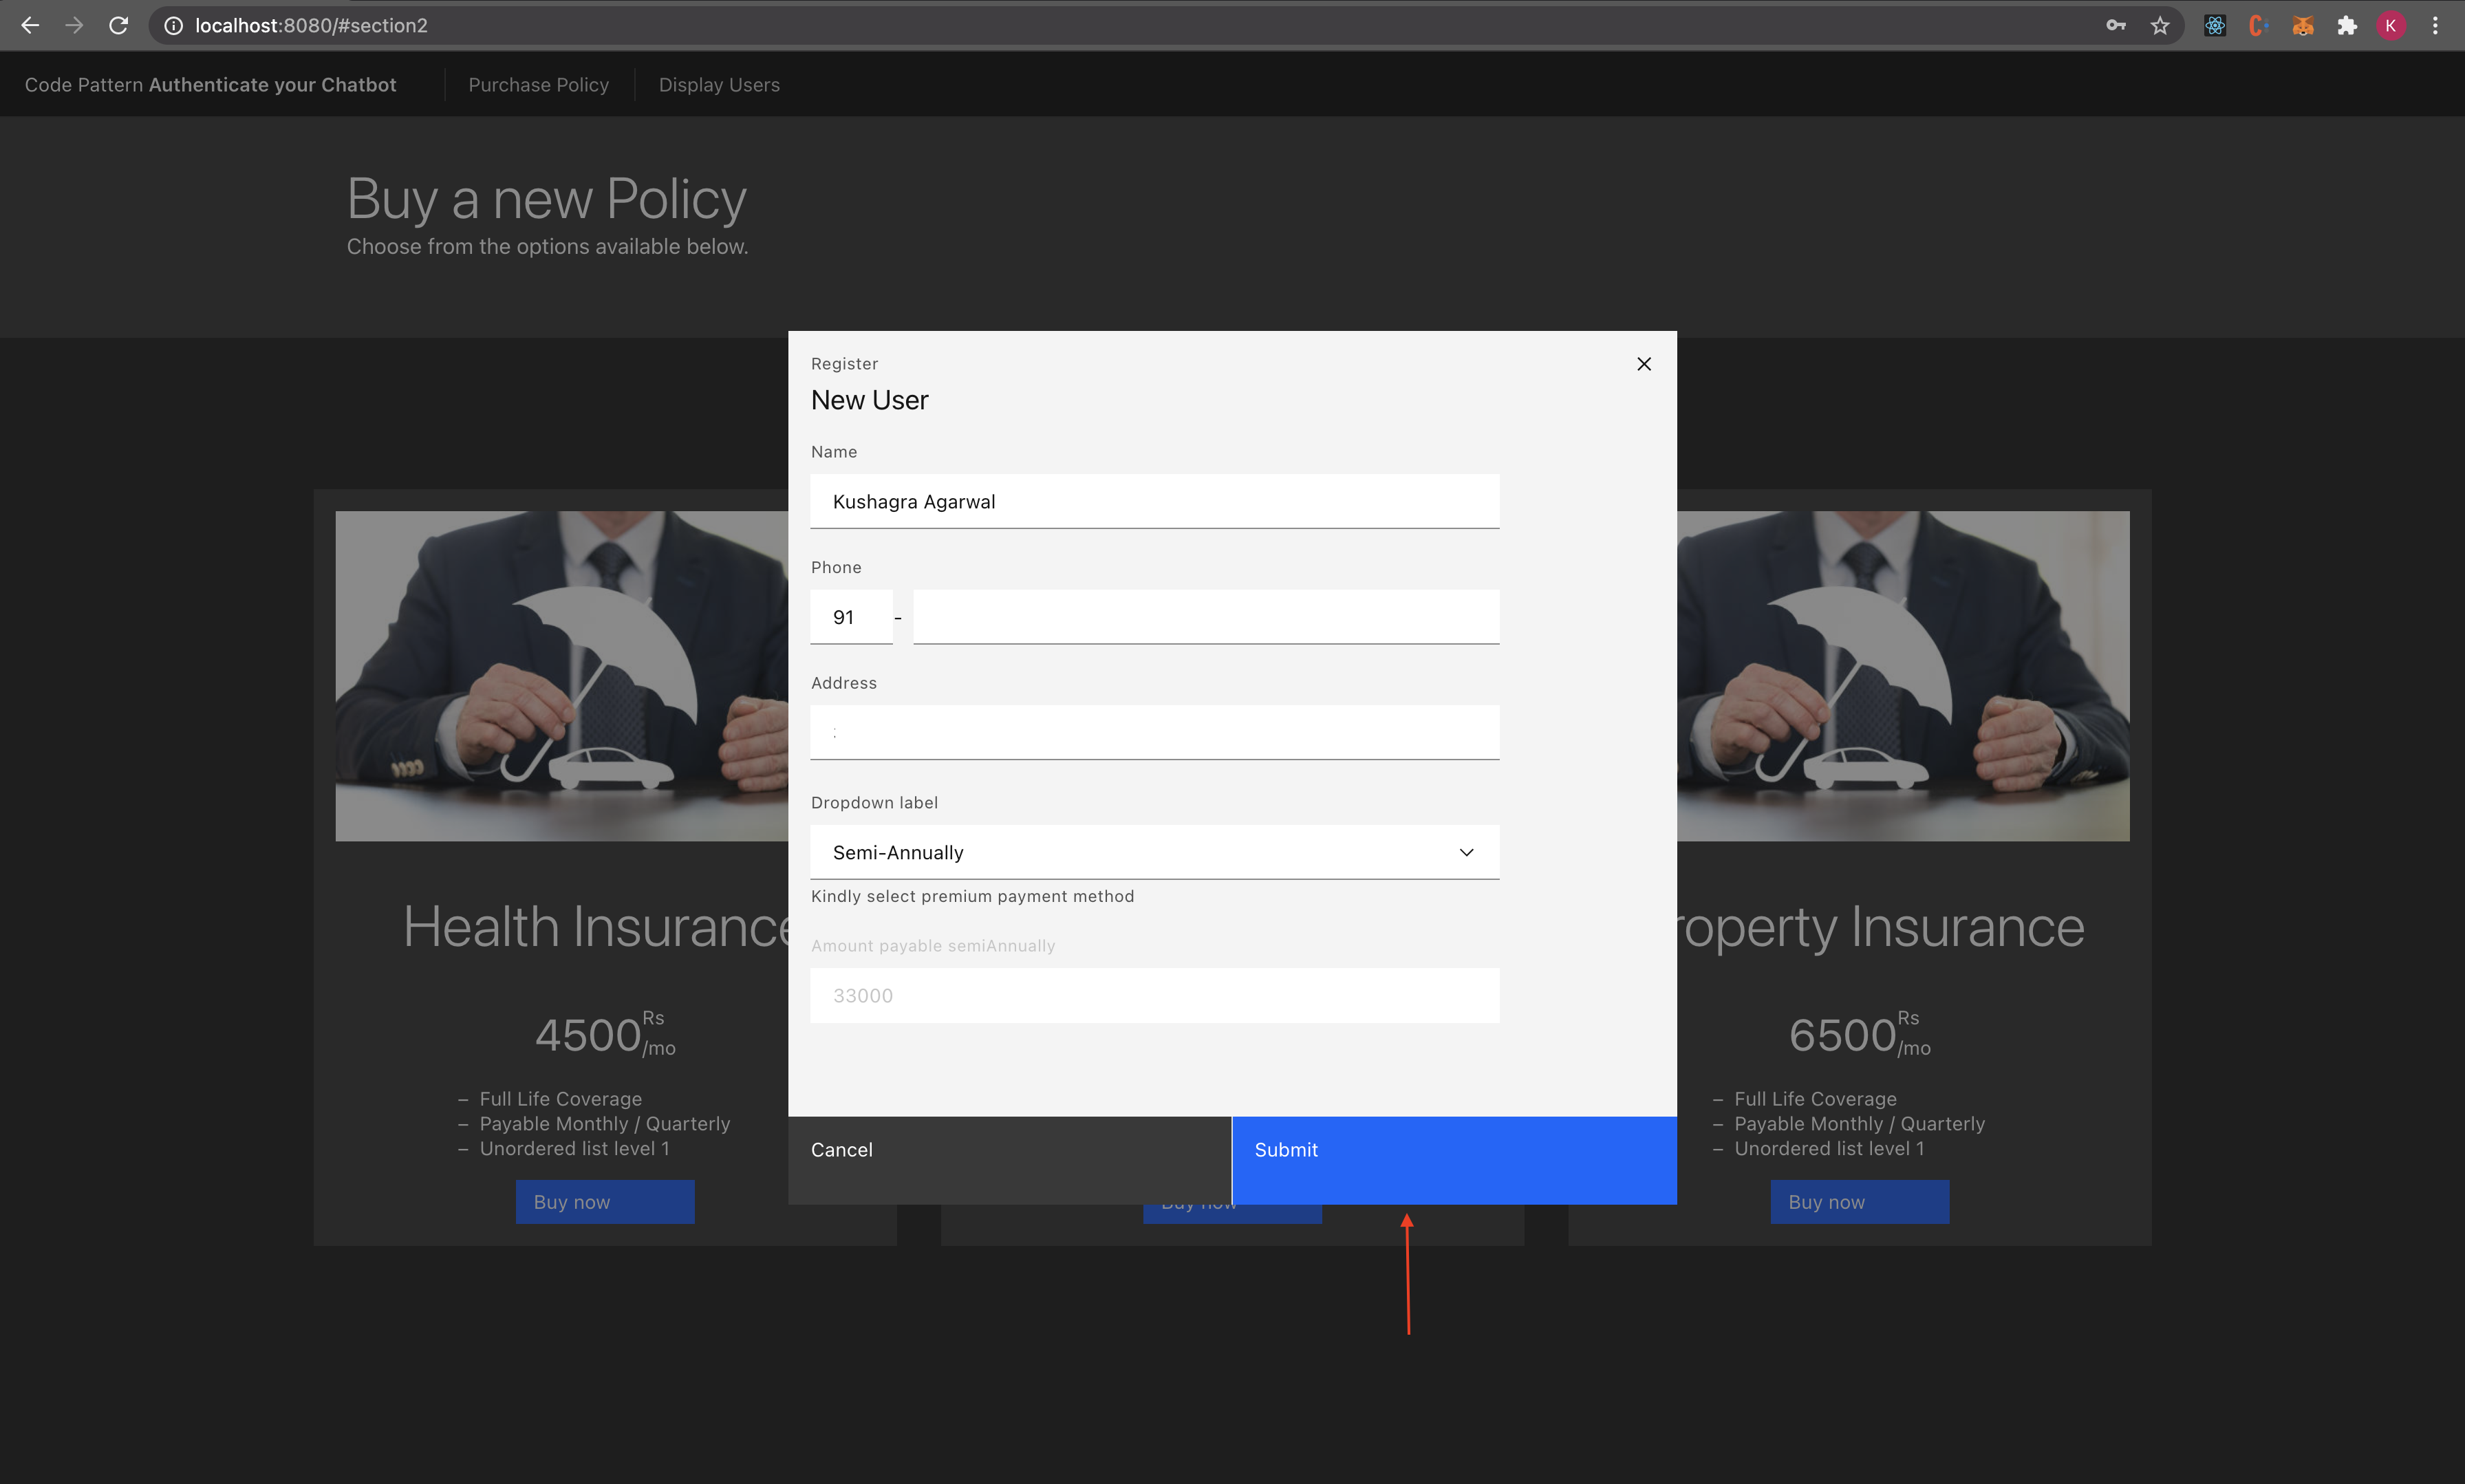 localhost:8080/#section2
K
Code Pattern Authenticate your Chatbot
Purchase Policy
Display Users
Buy a new Policy
Choose from the options available below.
Register
New User
Name
Kushagra Agarwal
Phone
91 -
Address
Dropdown label
Semi-Annually
Kindly select premium payment method
Amount payable semiAnnually
33000
Cancel
Submit
Health Insurance
4500 Rs /mo
– Full Life Coverage
– Payable Monthly / Quarterly
– Unordered list level 1
Buy now
Buy now
operty Insurance
6500 Rs /mo
– Full Life Coverage
– Payable Monthly / Quarterly
– Unordered list level 1
Buy now